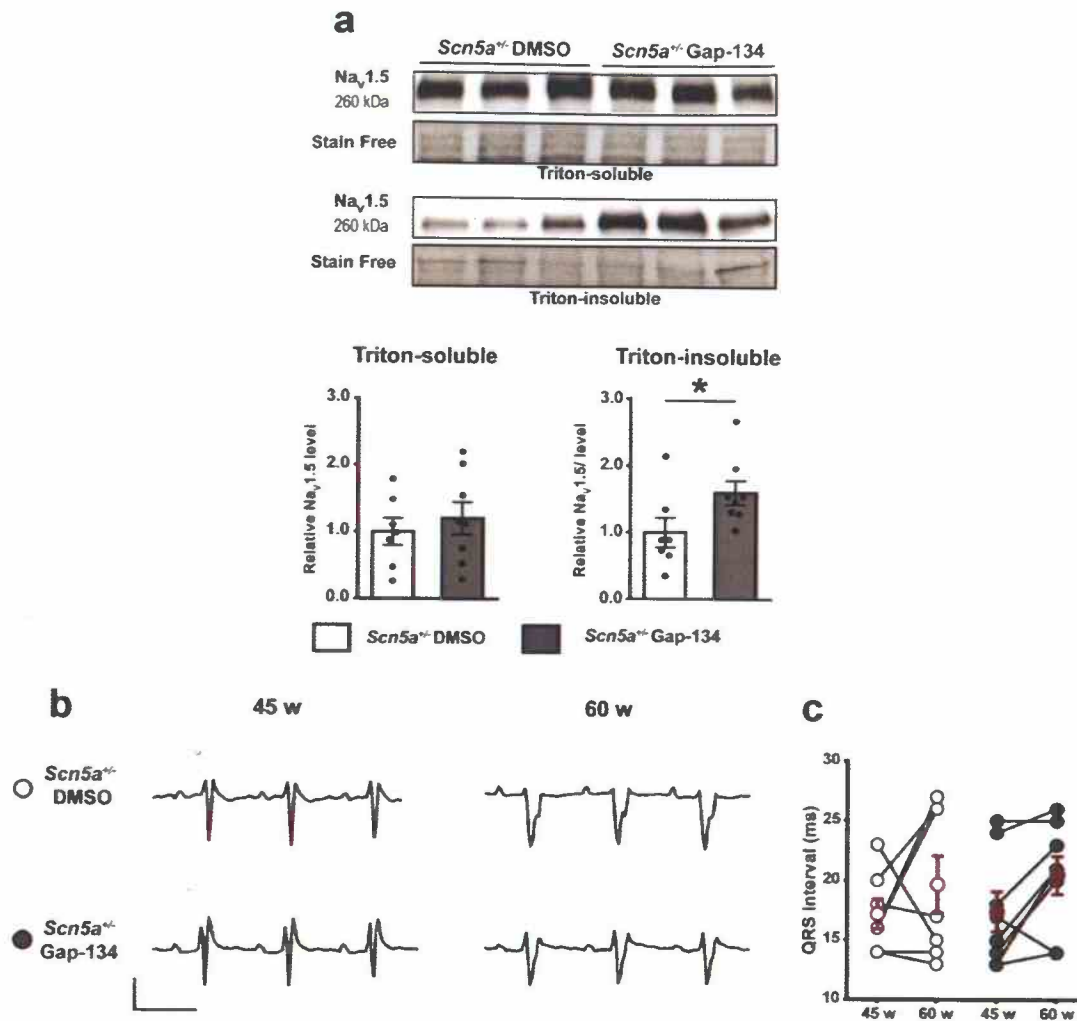 a
Scn5a+/- DMSO Scn5a+/- Gap-134
Nav1.5
260 kDa
Stain Free
Triton-soluble
Nav1.5
260 kDa
Stain Free
Triton-insoluble
Triton-soluble
Relative Nav1.5 level
3.0
2.0
1.0
0.0
Triton-insoluble
*
Relative Nav1.5/ level
3.0
2.0
1.0
0.0
Scn5a+/- DMSO Scn5a+/- Gap-134
b
45 w 60 w
Scn5a+/-
DMSO
Scn5a+/-
Gap-134
c
QRS Interval (ms)
30
25
20
15
10
45 w 60 w 45 w 60 w